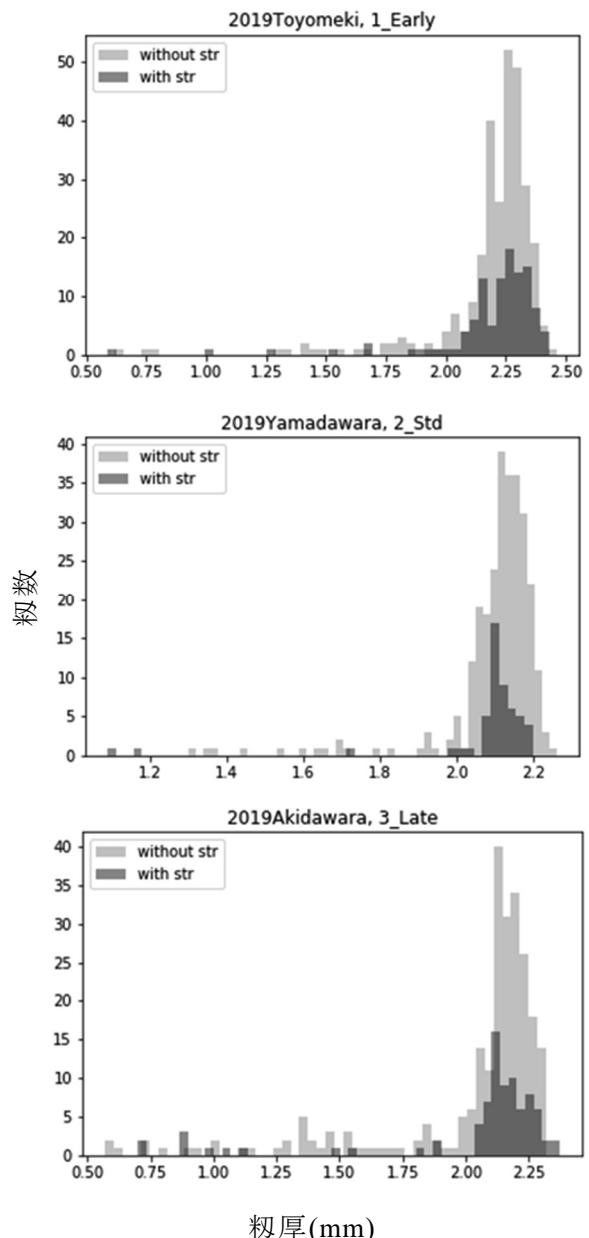 2019Toyomeki, 1_Early
without str
with str
50
40
30
20
10
0
0.50 0.75 1.00 1.25 1.50 1.75 2.00 2.25 2.50
2019Yamadawara, 2_Std
without str
with str
40
35
30
25
20
15
10
5
0
1.2 1.4 1.6 1.8 2.0 2.2
籾数
2019Akidawara, 3_Late
without str
with str
40
35
30
25
20
15
10
5
0
0.50 0.75 1.00 1.25 1.50 1.75 2.00 2.25
籾厚(mm)